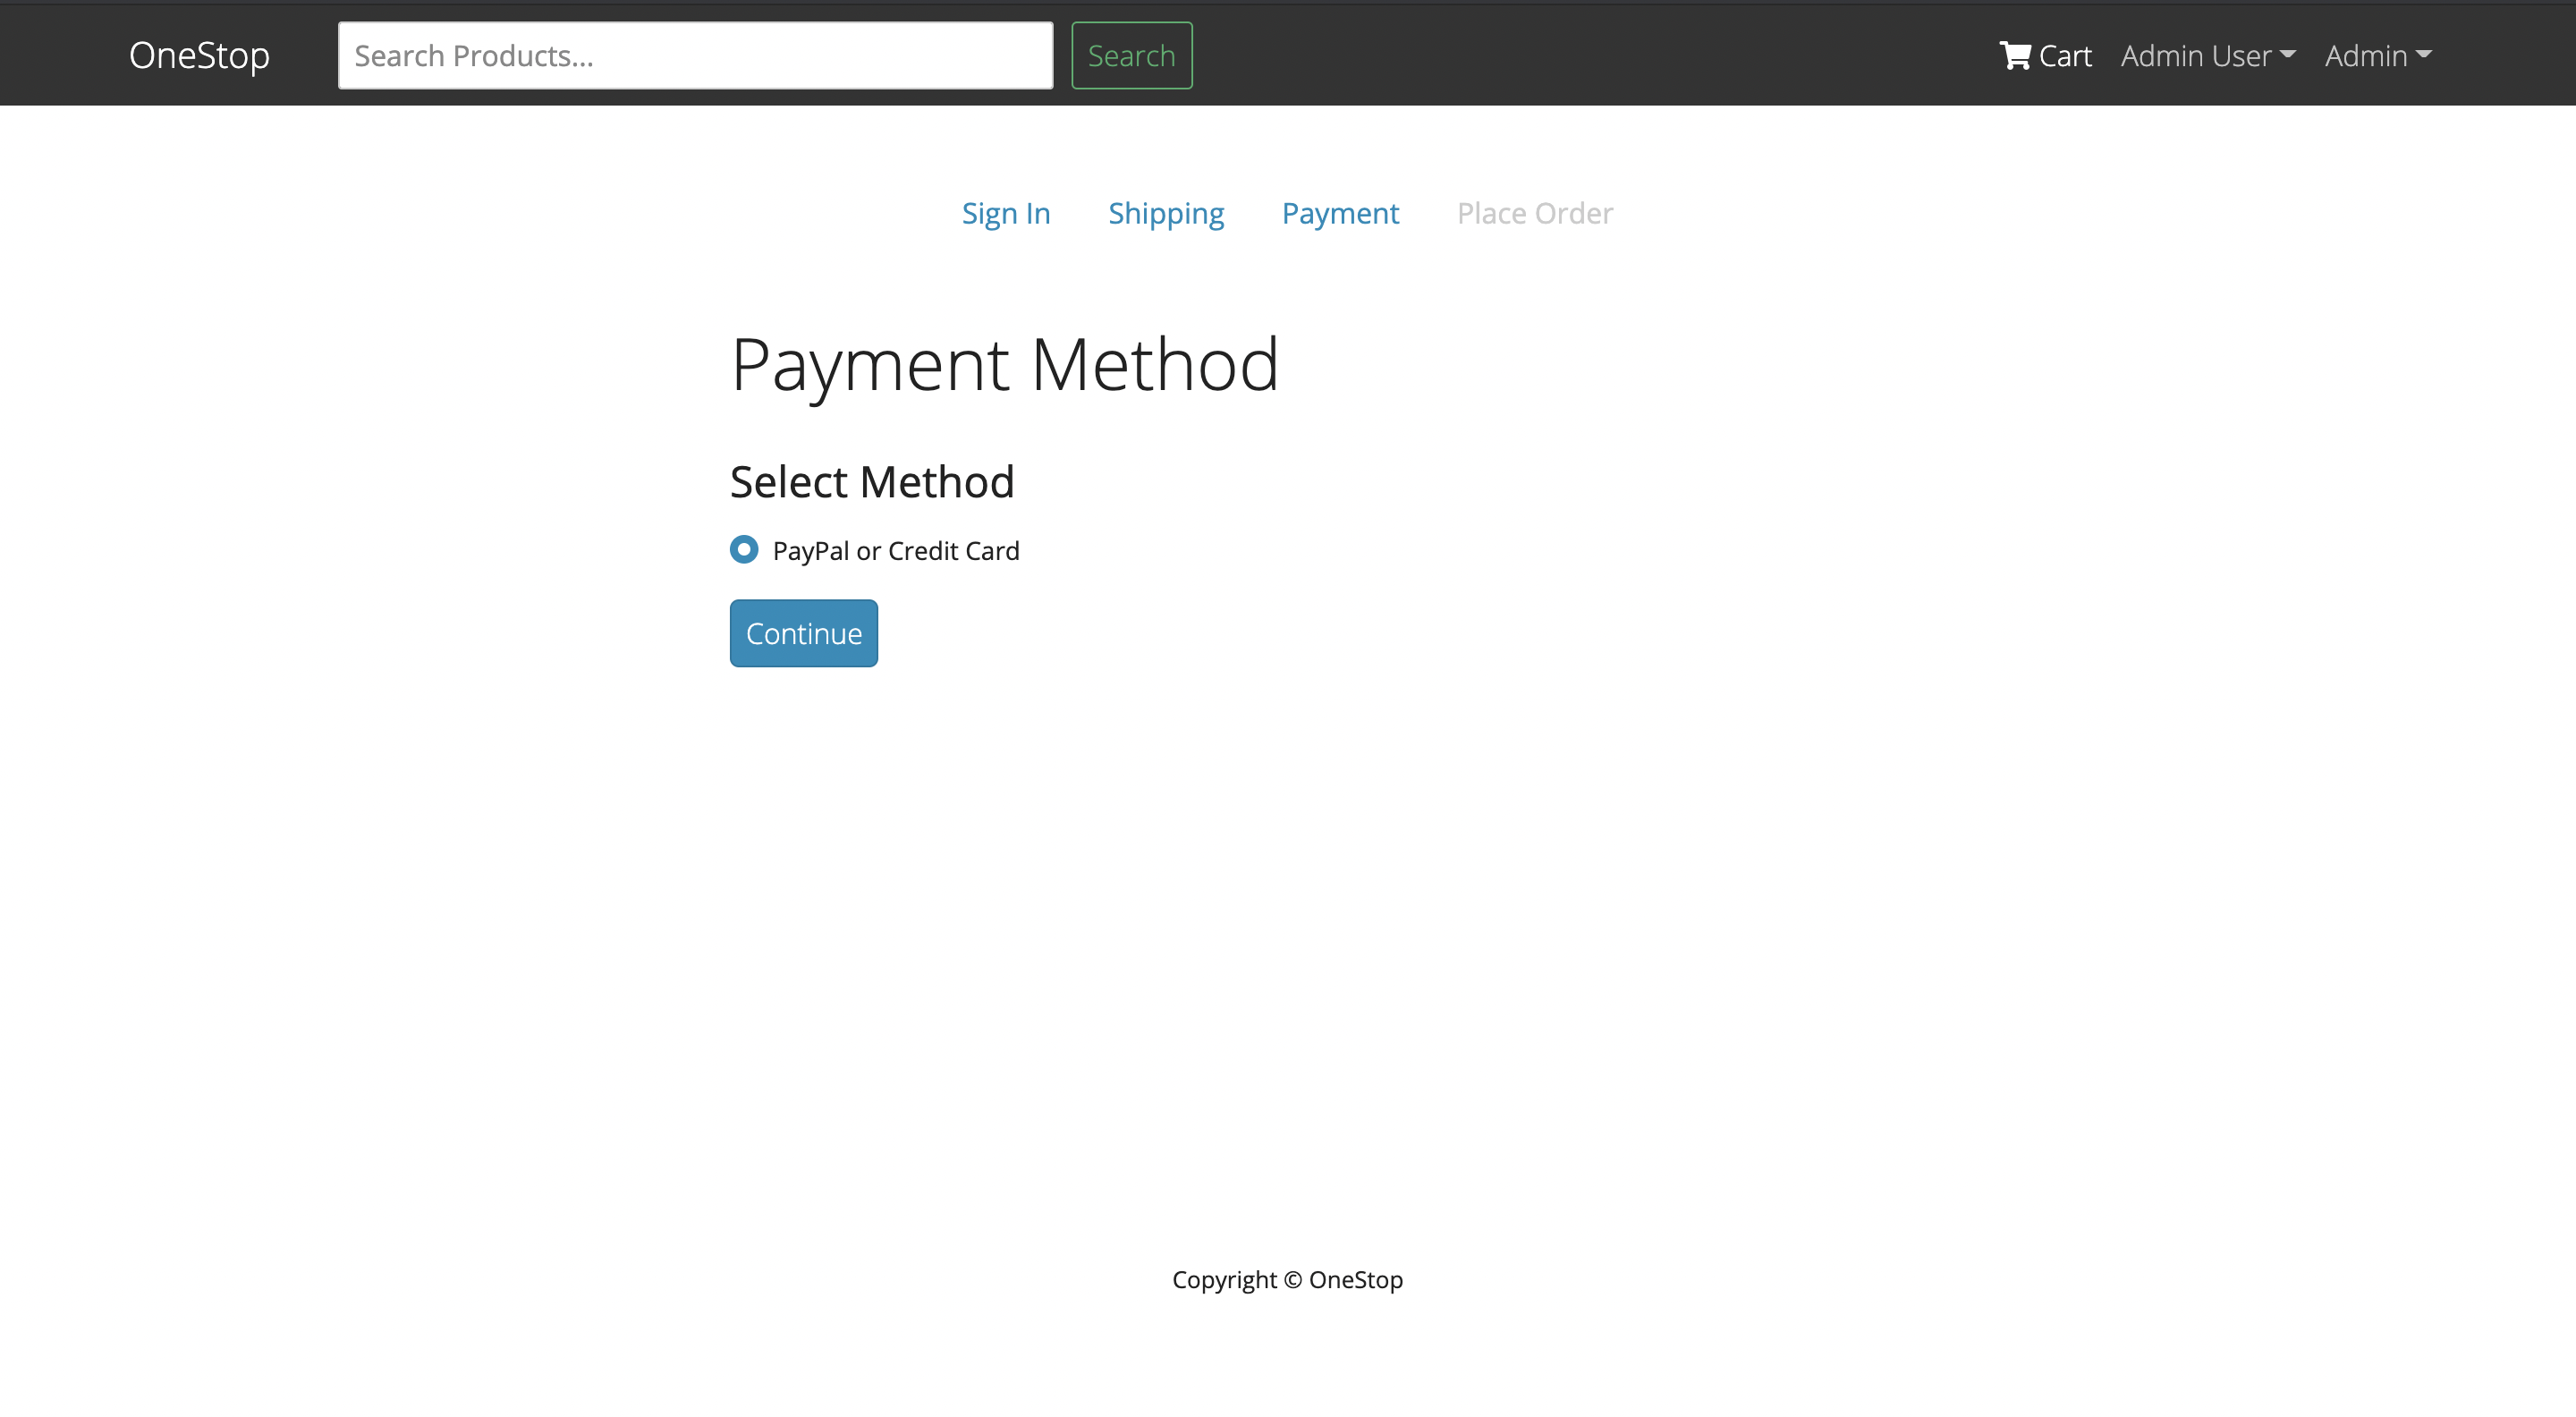 OneStop Search Products... Search Cart Admin User Admin
Sign In Shipping Payment Place Order
Payment Method
Select Method
PayPal or Credit Card
Continue
Copyright © OneStop